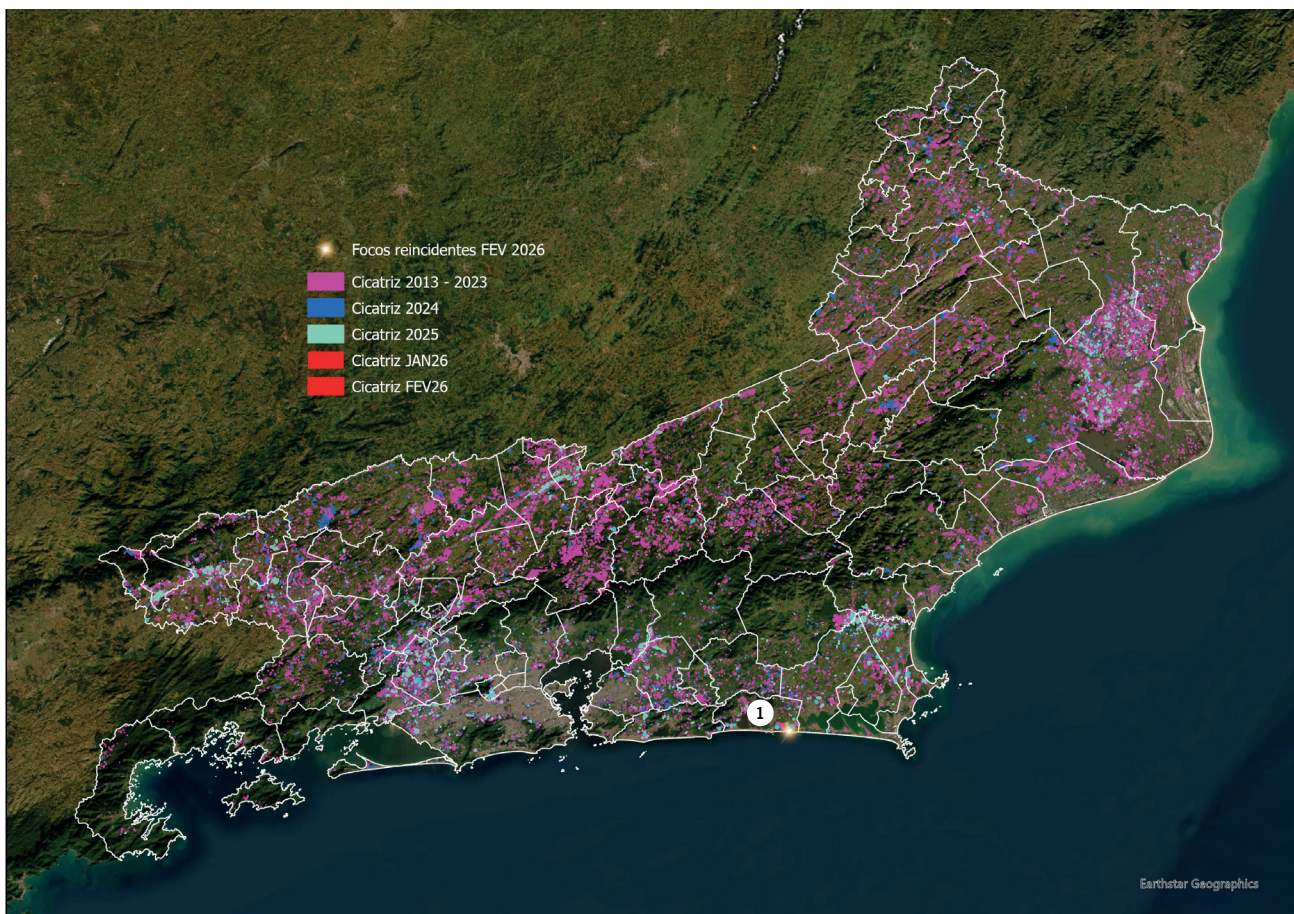 Focos reincidentes FEV 2026
Cicatriz 2013 - 2023
Cicatriz 2024
Cicatriz 2025
Cicatriz JAN26
Cicatriz FEV26
1
Earthstar Geographics